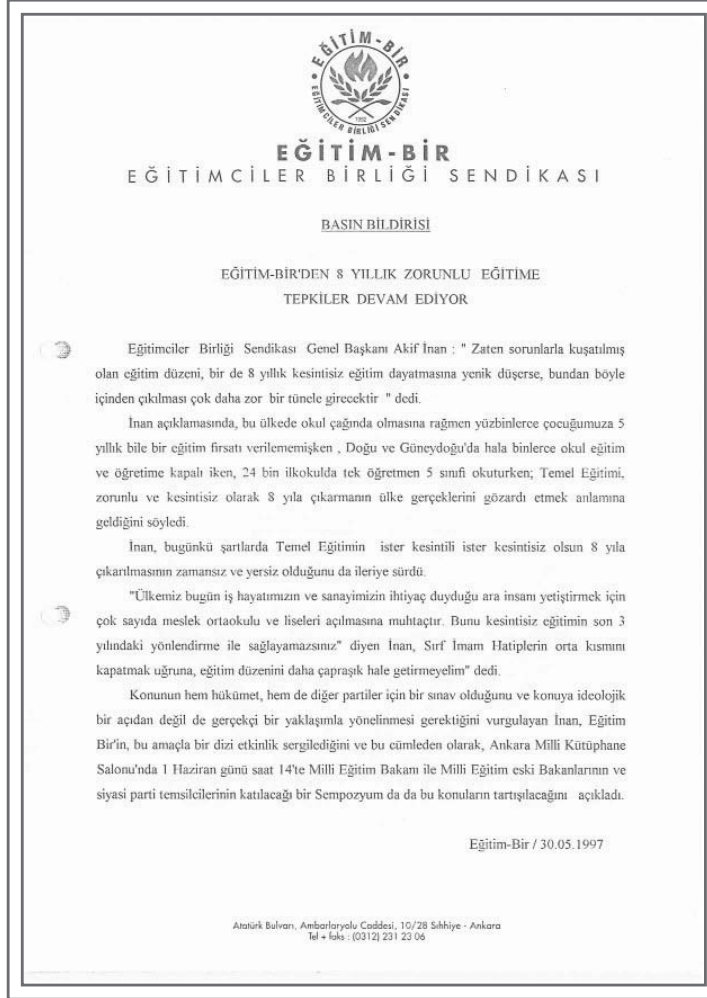 EĞİTİM-BİR
EĞİTİMCİLER BİRLİĞİ SENDİKASI
1992
EĞİTİM-BİR
EĞİTİMCİLER BİRLİĞİ SENDİKASI
BASIN BİLDİRİSİ
EĞİTİM-BİR'DEN 8 YILLIK ZORUNLU EĞİTİME
TEPKİLER DEVAM EDİYOR
Eğitimciler Birliği Sendikası Genel Başkanı Akif İnan : " Zaten sorunlarla kuşatılmış
olan eğitim düzeni, bir de 8 yıllık kesintisiz eğitim dayatmasına yenik düşerse, bundan böyle
içinden çıkılması çok daha zor bir tünele girecektir " dedi.
İnan açıklamasında, bu ülkede okul çağında olmasına rağmen yüzbinlerce çocuğumuza 5
yıllık bile bir eğitim fırsatı verilememişken , Doğu ve Güneydoğu'da hala binlerce okul eğitim
ve öğretime kapalı iken, 24 bin ilkokulda tek öğretmen 5 sınıfı okuturken; Temel Eğitimi,
zorunlu ve kesintisiz olarak 8 yıla çıkarmanın ülke gerçeklerini gözardı etmek anlamına
geldiğini söyledi.
İnan, bugünkü şartlarda Temel Eğitimin ister kesintili ister kesintisiz olsun 8 yıla
çıkarılmasının zamansız ve yersiz olduğunu da ileriye sürdü.
"Ülkemiz bugün iş hayatımızın ve sanayimizin ihtiyaç duyduğu ara insanı yetiştirmek için
çok sayıda meslek ortaokulu ve liseleri açılmasına muhtaçtır. Bunu kesintisiz eğitimin son 3
yılındaki yönlendirme ile sağlayamazsınız" diyen İnan, Sırf İmam Hatiplerin orta kısmını
kapatmak uğruna, eğitim düzenini daha çapraşık hale getirmeyelim" dedi.
Konunun hem hükümet, hem de diğer partiler için bir sınav olduğunu ve konuya ideolojik
bir açıdan değil de gerçekçi bir yaklaşımla yönelinmesi gerektiğini vurgulayan İnan, Eğitim
Bir'in, bu amaçla bir dizi etkinlik sergilediğini ve bu cümleden olarak, Ankara Milli Kütüphane
Salonu'nda 1 Haziran günü saat 14'te Milli Eğitim Bakanı ile Milli Eğitim eski Bakanlarının ve
siyasi parti temsilcilerinin katılacağı bir Sempozyum da da bu konuların tartışılacağını açıkladı.
Eğitim-Bir / 30.05.1997
Atatürk Bulvarı, Ambarlaryolu Caddesi, 10/28 Sıhhiye - Ankara
Tel + faks : (0312) 231 23 06